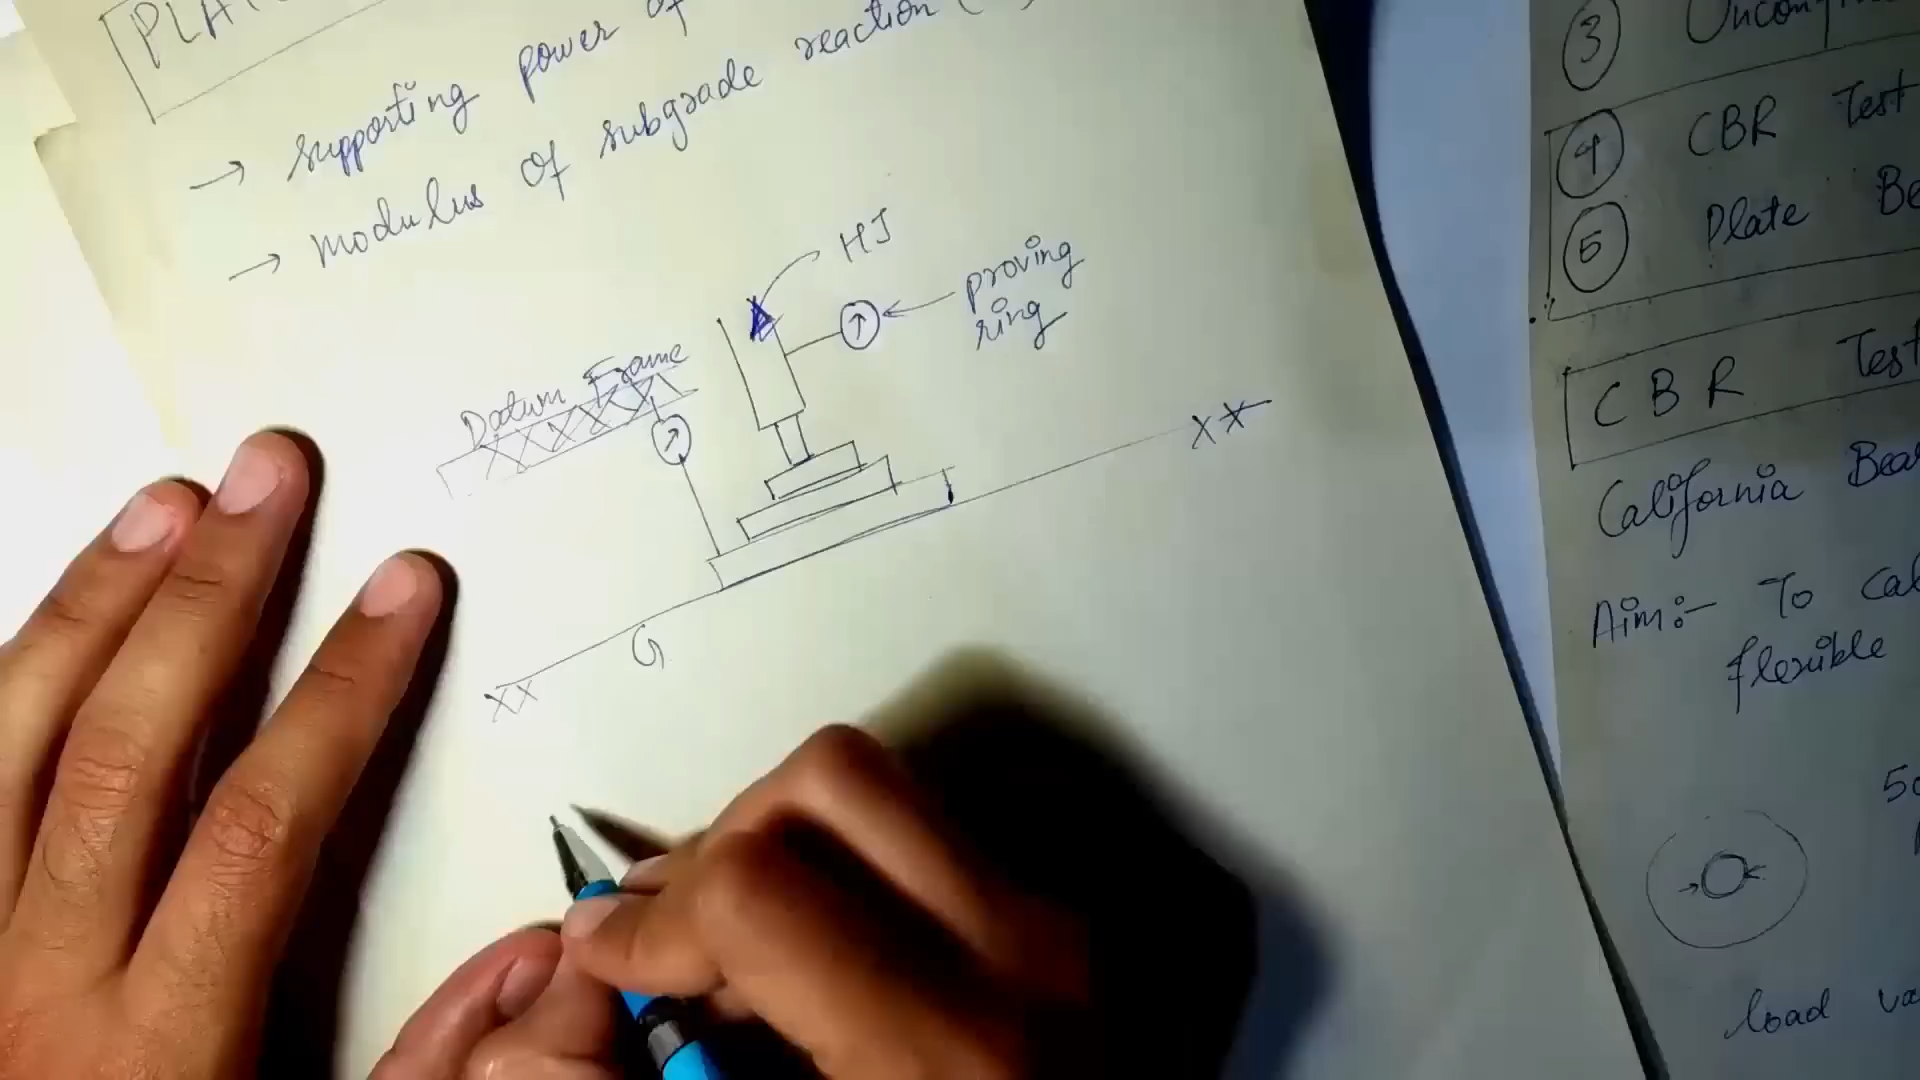 supporting power of
modulus of subgrade reaction (
HJ
proving
ring
Datum Frame
XX
XX
G
3
4 CBR Test
5 Plate Be
CBR Test
California Bea
Aim:- To Cal
flexible
load va